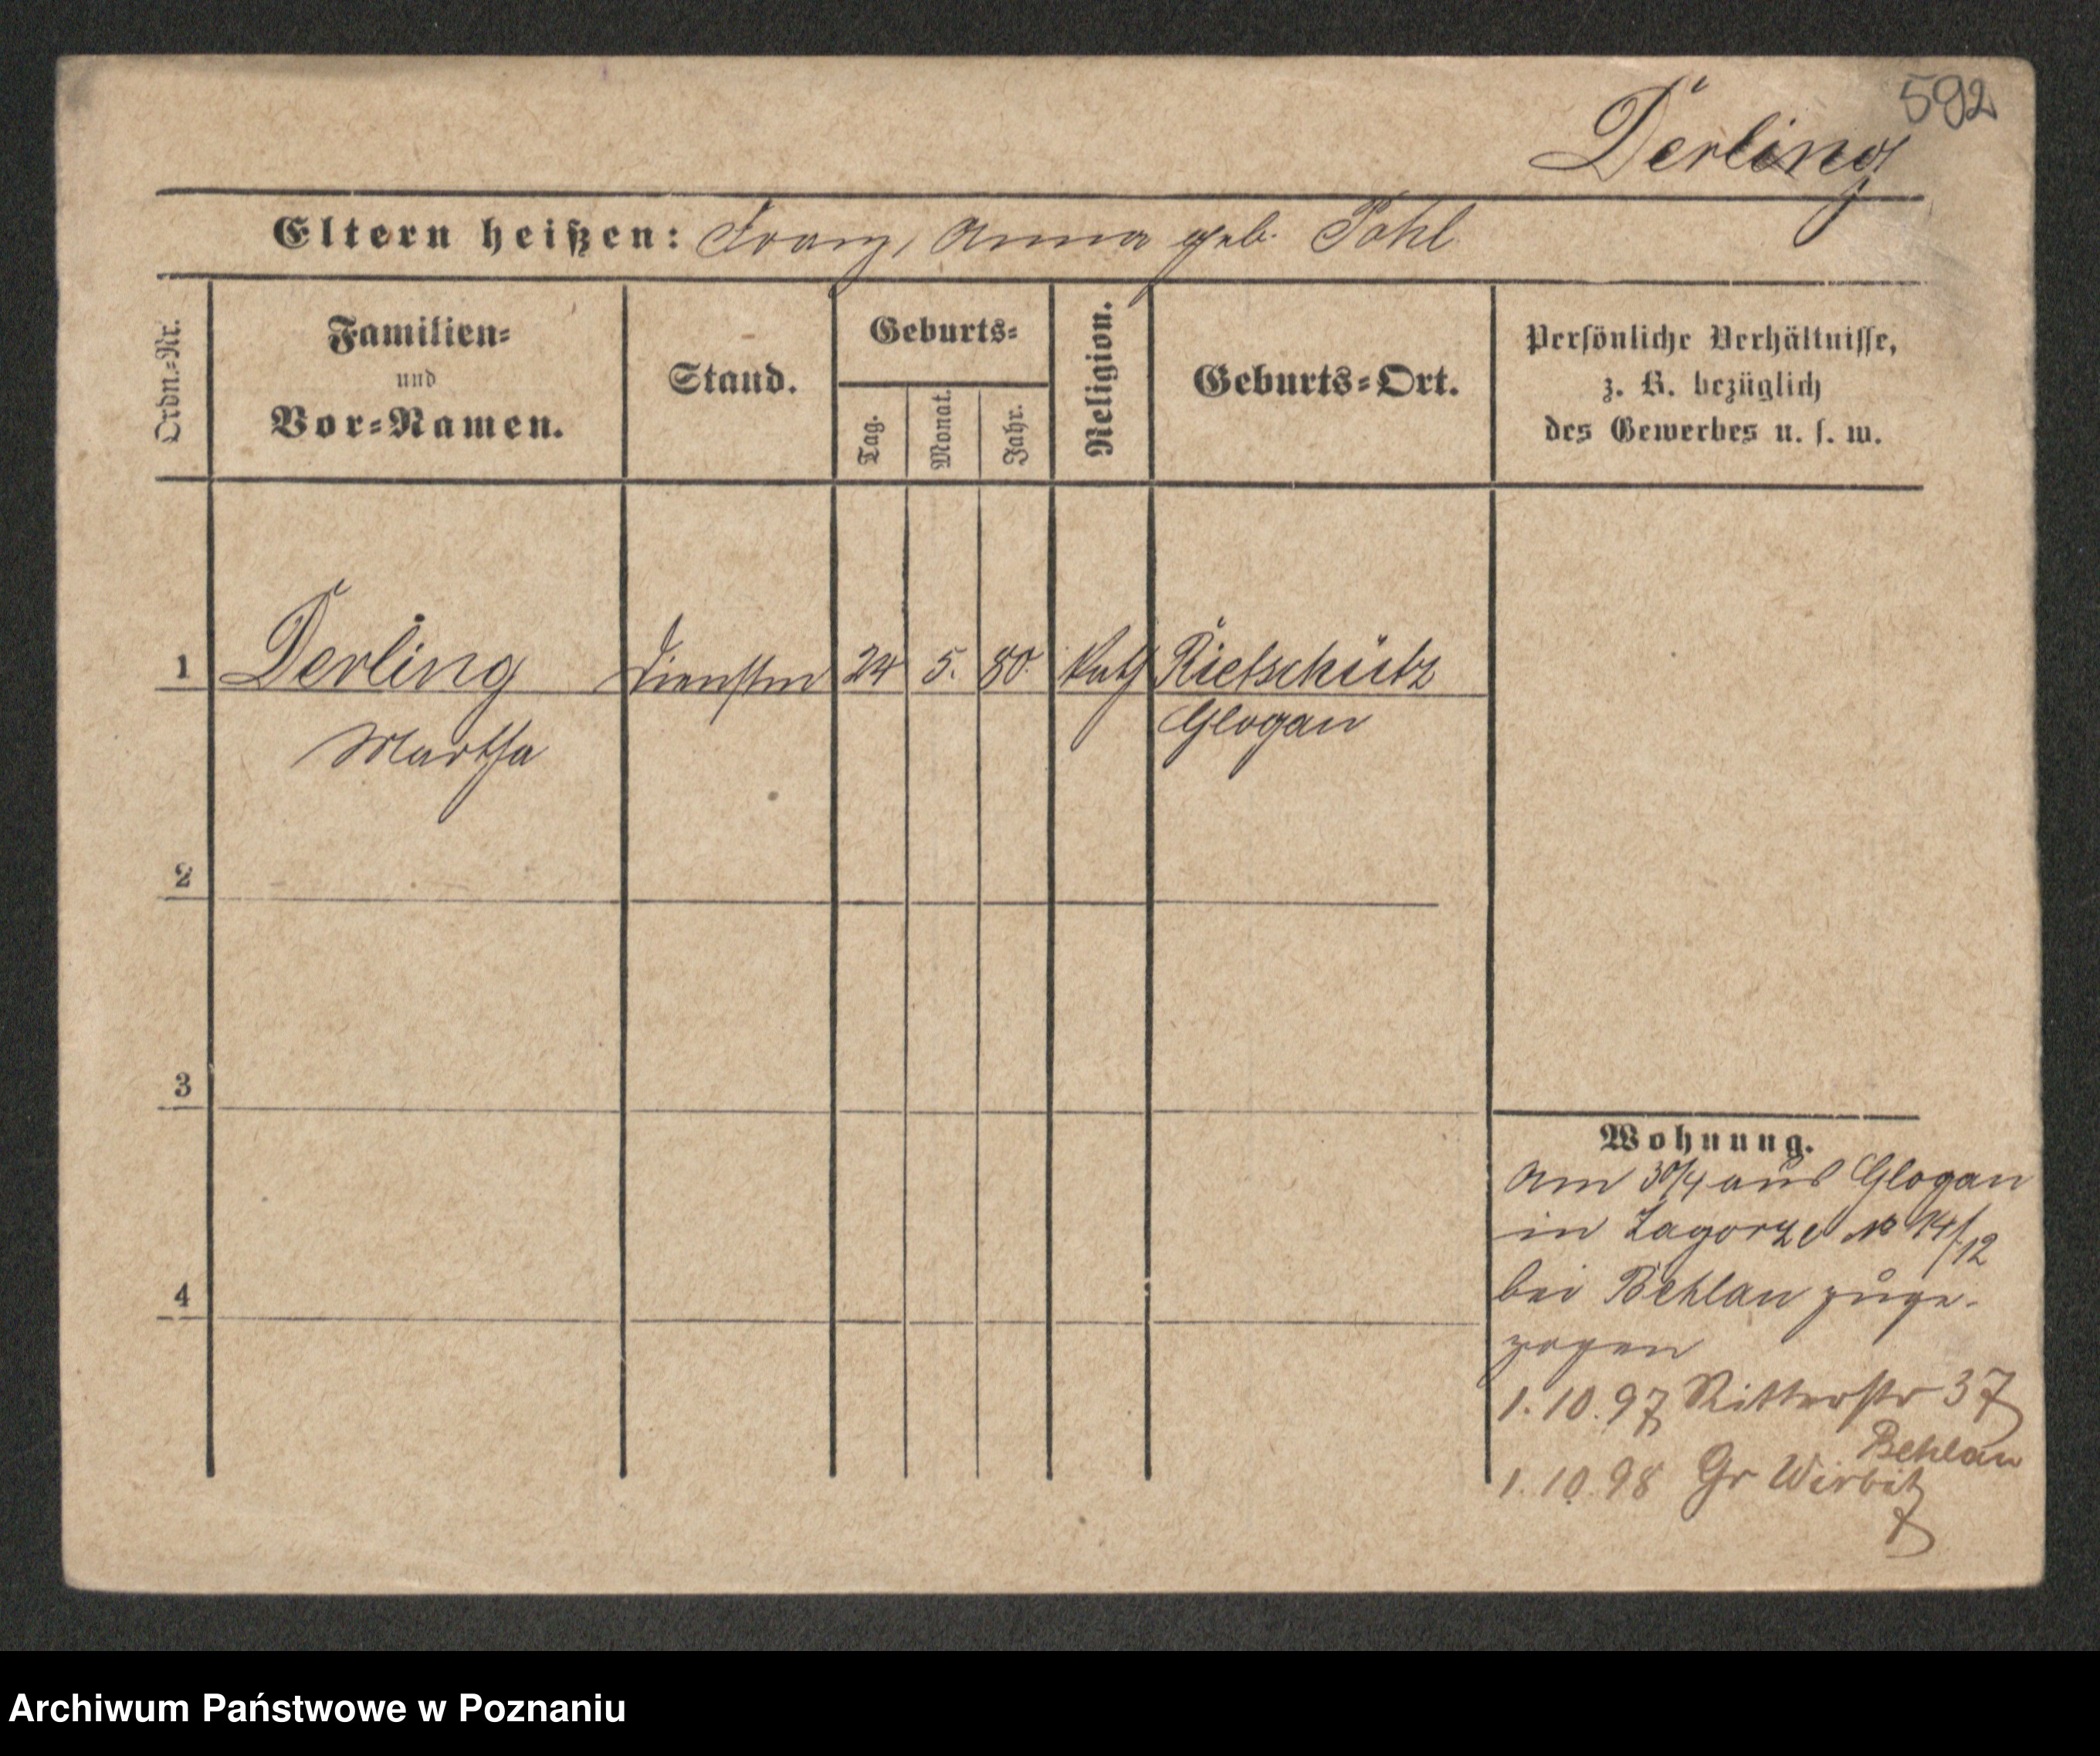 592
Derling
Eltern heißen: Franz, Anna geb. Pohl
Ordn.=Nr.
Familien=
und
Vor=Namen.
Stand.
Geburts=
Tag.
Monat.
Jahr.
Religion.
Geburts=Ort.
Persönliche Verhältnisse,
z. B. bezüglich
des Gewerbes u. s. w.
1 Derling 24 5. 80. Kath Rietschütz
Martha Glogau
2
3
4
Wohnung.
Am 30/4 aus Glogau
in Zagorze No 14/12
bei Behlau zuge-
zogen
1.10.97 Ritterstr 37
Behlau
1.10.98 Gr
Archiwum Państwowe w Poznaniu